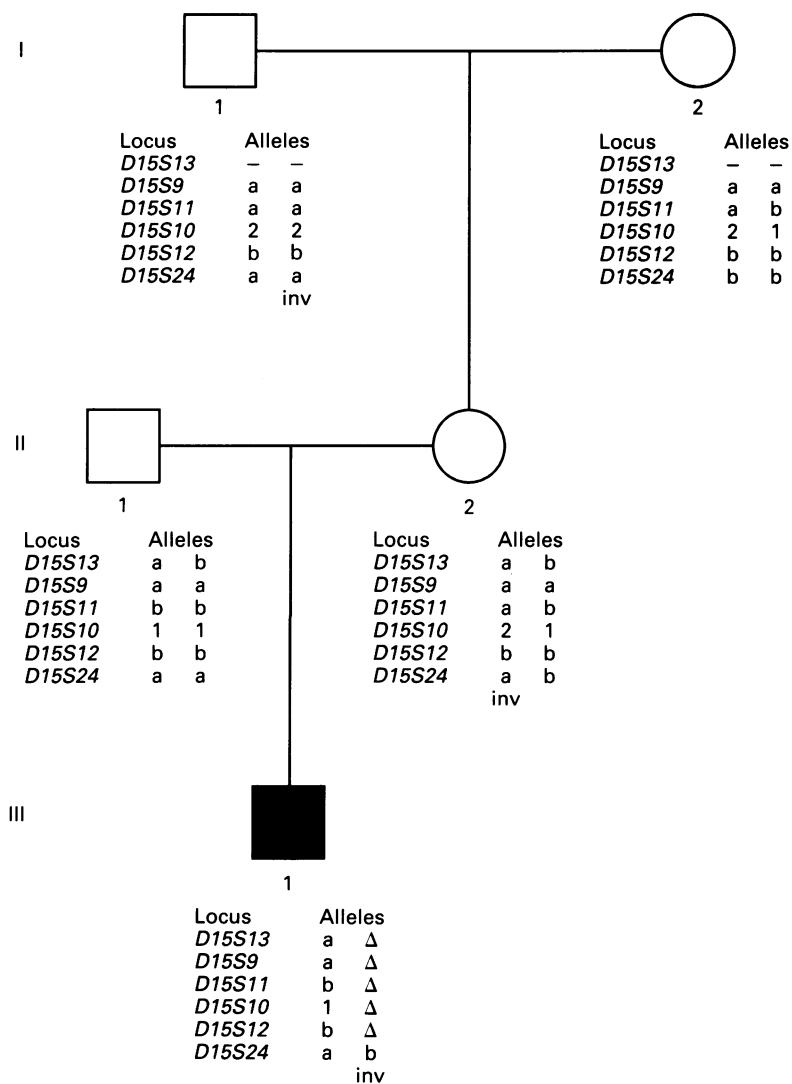 I
1
2
Locus Alleles
D15S13 – –
D15S9 a a
D15S11 a a
D15S10 2 2
D15S12 b b
D15S24 a a
inv
Locus Alleles
D15S13 – –
D15S9 a a
D15S11 a b
D15S10 2 1
D15S12 b b
D15S24 b b
II
1
2
Locus Alleles
D15S13 a b
D15S9 a a
D15S11 b b
D15S10 1 1
D15S12 b b
D15S24 a a
Locus Alleles
D15S13 a b
D15S9 a a
D15S11 a b
D15S10 2 1
D15S12 b b
D15S24 a b
inv
III
1
Locus Alleles
D15S13 a Δ
D15S9 a Δ
D15S11 b Δ
D15S10 1 Δ
D15S12 b Δ
D15S24 a b
inv